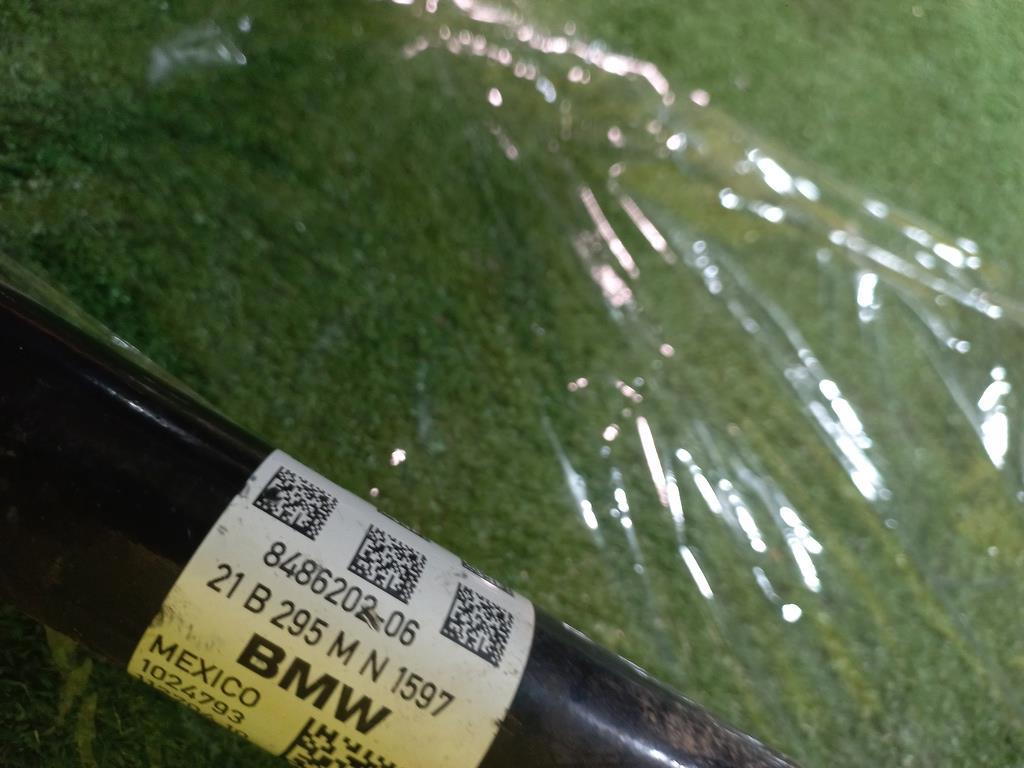 8486202-06
21 B 295 M N 1597
BMW
MEXICO
1024793